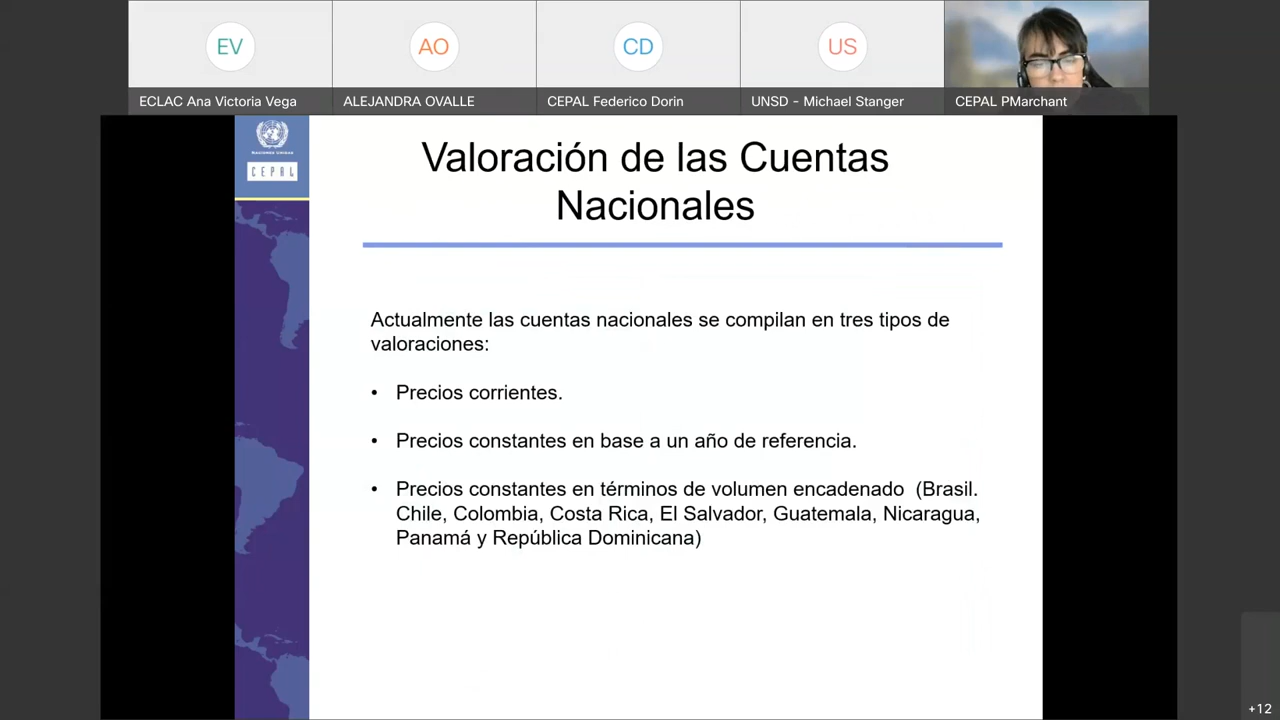 EV
AO
CD
US
ECLAC Ana Victoria Vega
ALEJANDRA OVALLE
CEPAL Federico Dorin
UNSD - Michael Stanger
CEPAL PMarchant
NACIONES UNIDAS
CEPAL
Valoración de las Cuentas
Nacionales
Actualmente las cuentas nacionales se compilan en tres tipos de
valoraciones:
• Precios corrientes.
• Precios constantes en base a un año de referencia.
• Precios constantes en términos de volumen encadenado (Brasil.
Chile, Colombia, Costa Rica, El Salvador, Guatemala, Nicaragua,
Panamá y República Dominicana)
+12